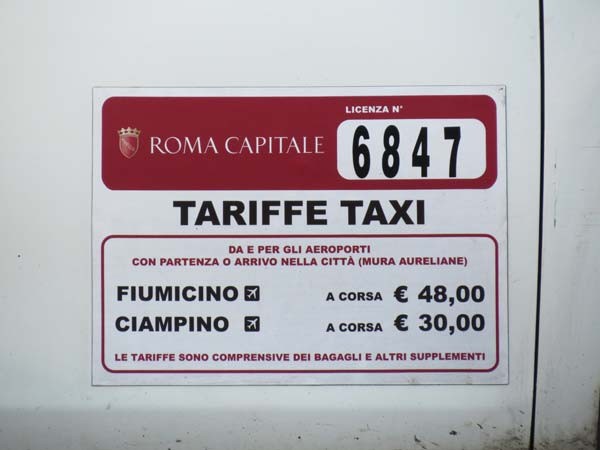 LICENZA N°
ROMA CAPITALE
6847
TARIFFE TAXI
DA E PER GLI AEROPORTI
CON PARTENZA O ARRIVO NELLA CITTÀ (MURA AURELIANE)
FIUMICINO A CORSA € 48,00
CIAMPINO A CORSA € 30,00
LE TARIFFE SONO COMPRENSIVE DEI BAGAGLI E ALTRI SUPPLEMENTI